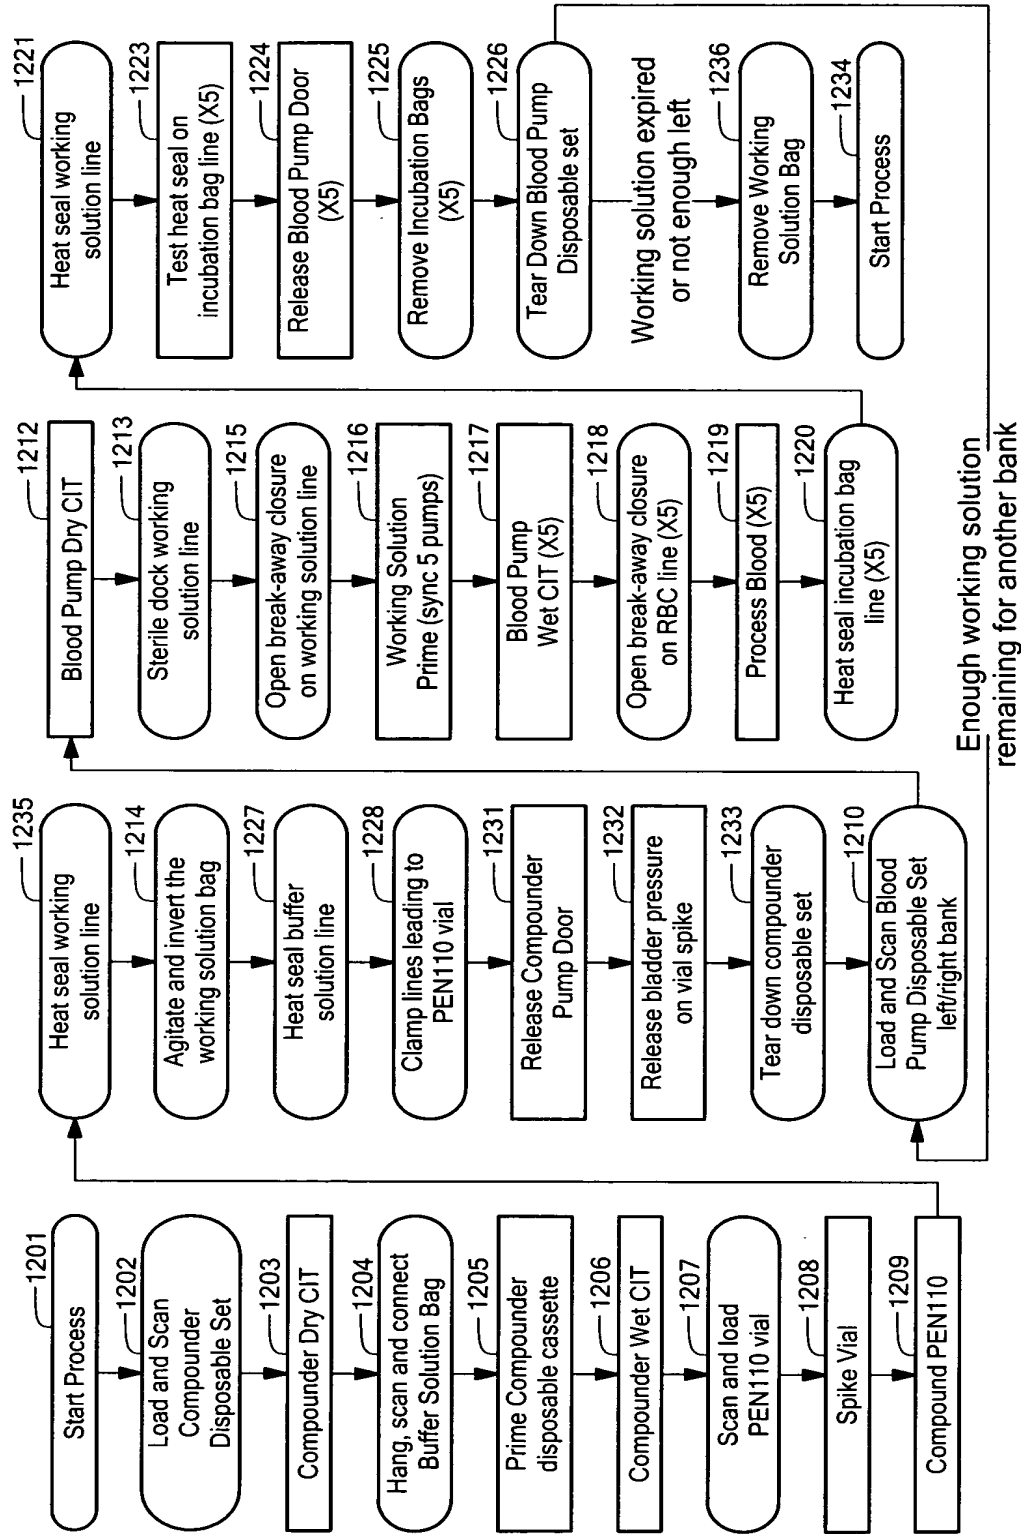 1201
Start Process
1202
Load and Scan
Compounder
Disposable Set
1203
Compounder Dry CIT
1204
Hang, scan and connect
Buffer Solution Bag
1205
Prime Compounder
disposable cassette
1206
Compounder Wet CIT
1207
Scan and load
PEN110 vial
1208
Spike Vial
1209
Compound PEN110
1235
Heat seal working
solution line
1214
Agitate and invert the
working solution bag
1227
Heat seal buffer
solution line
1228
Clamp lines leading to
PEN110 vial
1231
Release Compounder
Pump Door
1232
Release bladder pressure
on vial spike
1233
Tear down compounder
disposable set
1210
Load and Scan Blood
Pump Disposable Set
left/right bank
1212
Blood Pump Dry CIT
1213
Sterile dock working
solution line
1215
Open break-away closure
on working solution line
1216
Working Solution
Prime (sync 5 pumps)
1217
Blood Pump
Wet CIT (X5)
1218
Open break-away closure
on RBC line (X5)
1219
Process Blood (X5)
1220
Heat seal incubation bag
line (X5)
1221
Heat seal working
solution line
1223
Test heat seal on
incubation bag line (X5)
1224
Release Blood Pump Door
(X5)
1225
Remove Incubation Bags
(X5)
1226
Tear Down Blood Pump
Disposable set
Working solution expired
or not enough left
1236
Remove Working
Solution Bag
1234
Start Process
Enough working solution
remaining for another bank